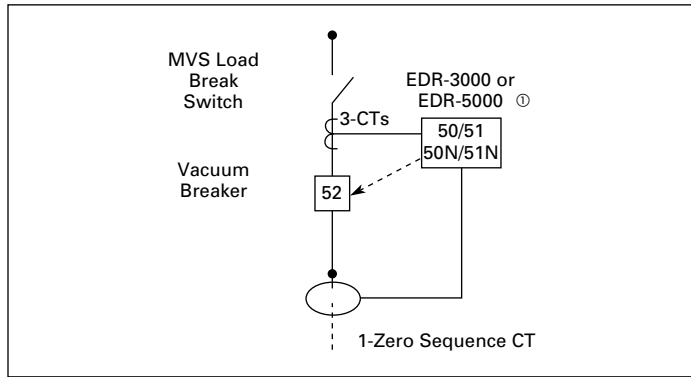 MVS Load
Break
Switch
EDR-3000 or
EDR-5000 ①
3-CTs
50/51
50N/51N
Vacuum
Breaker
52
1-Zero Sequence CT